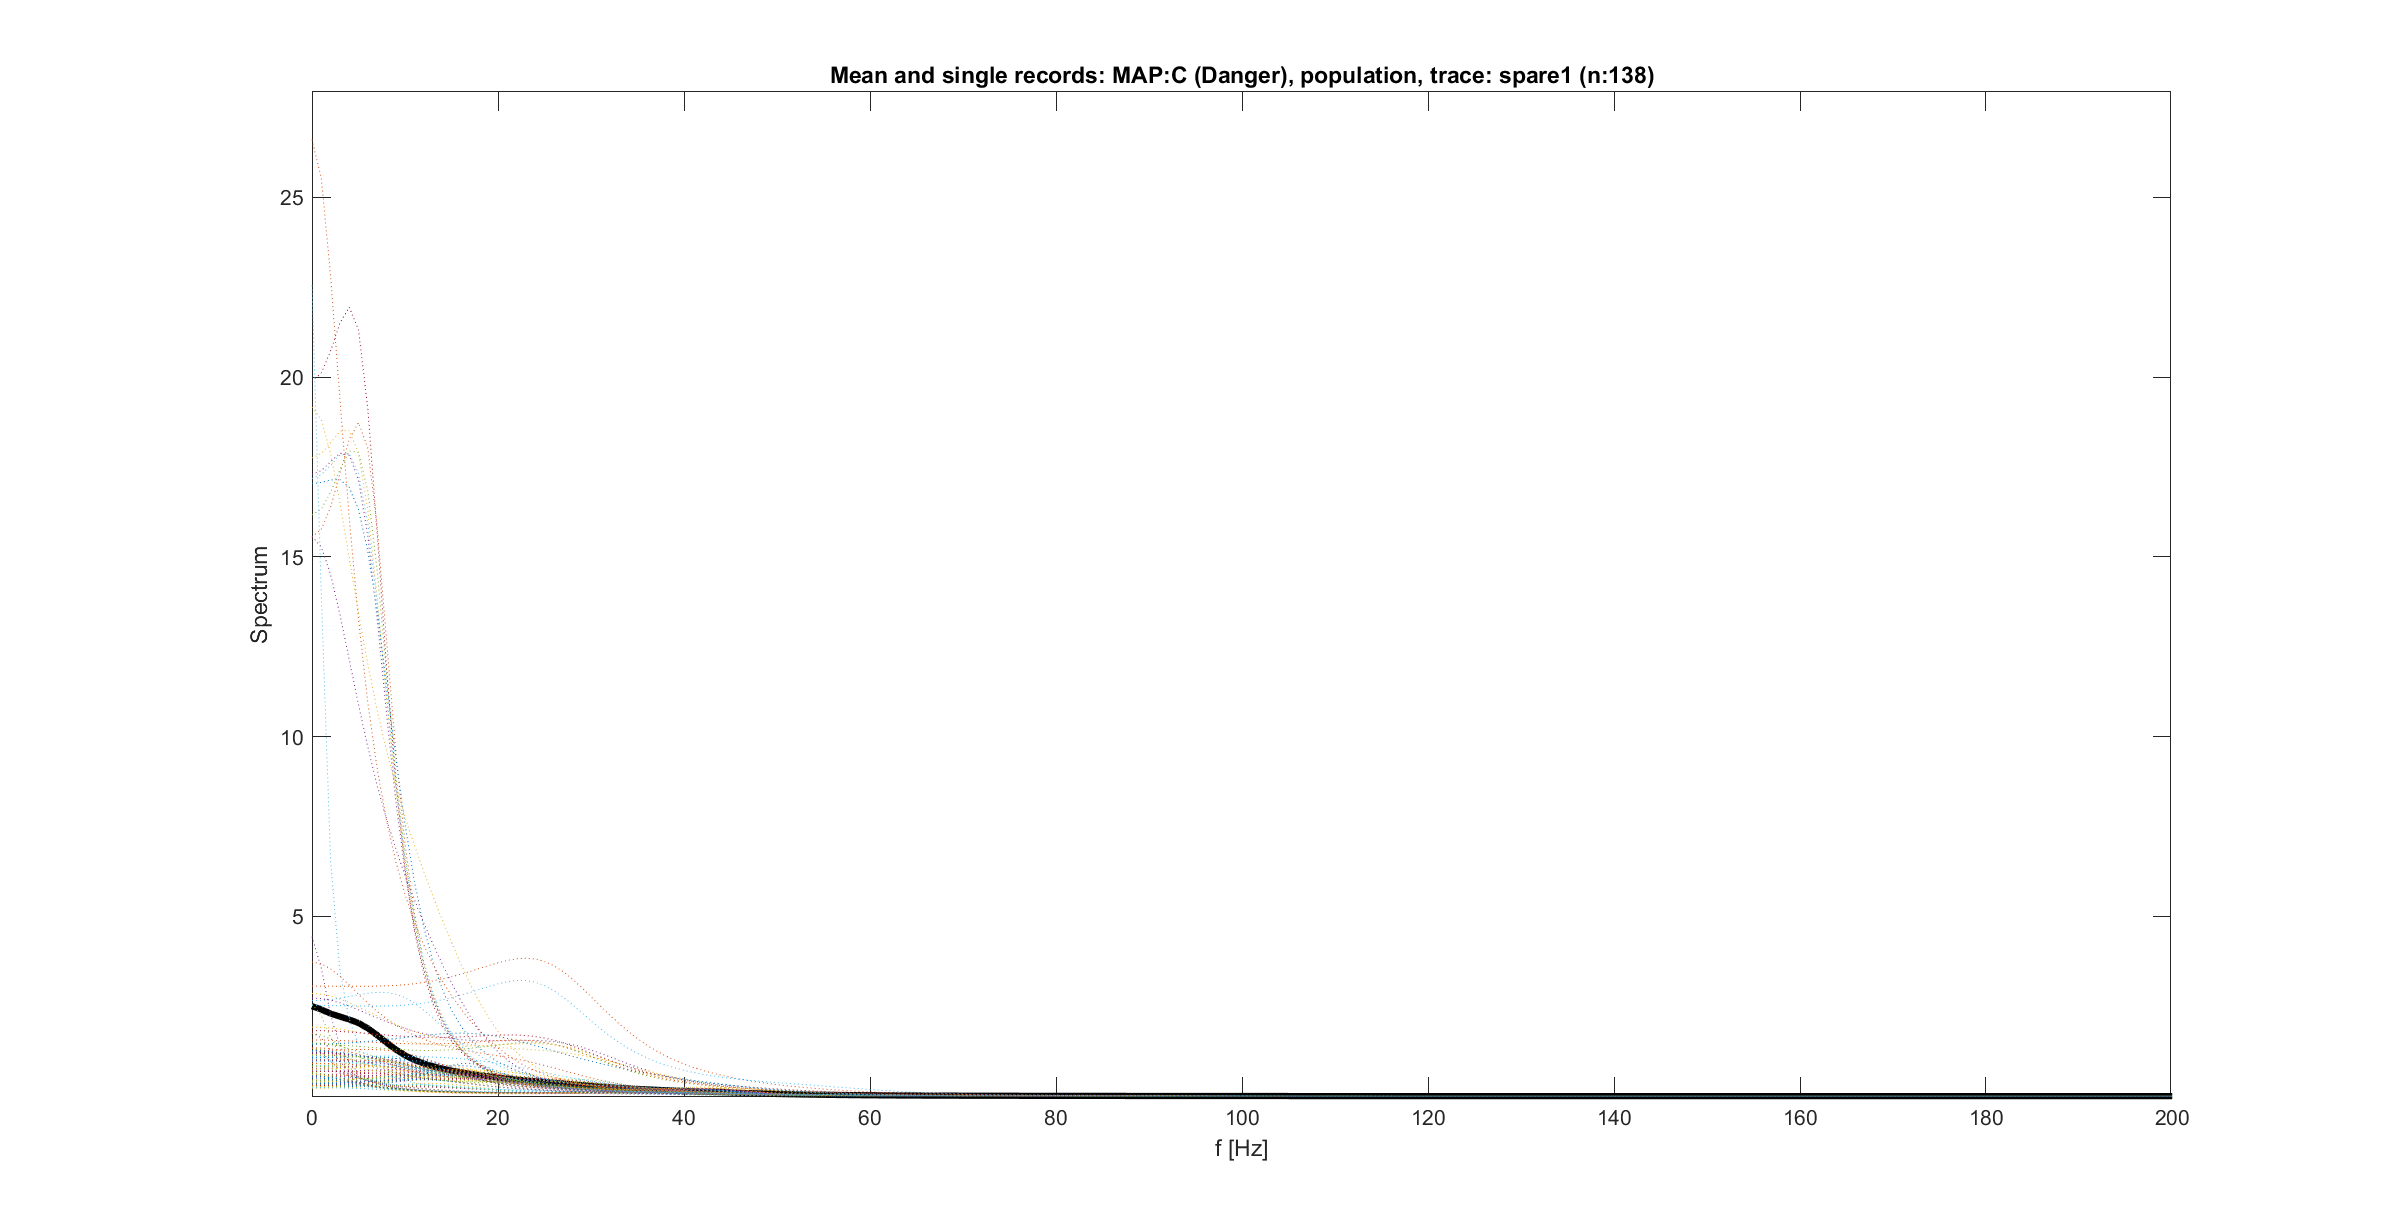 Mean and single records: MAP:C (Danger), population, trace: spare1 (n:138)
25
20
15
10
5
Spectrum
0 20 40 60 80 100 120 140 160 180 200
f [Hz]